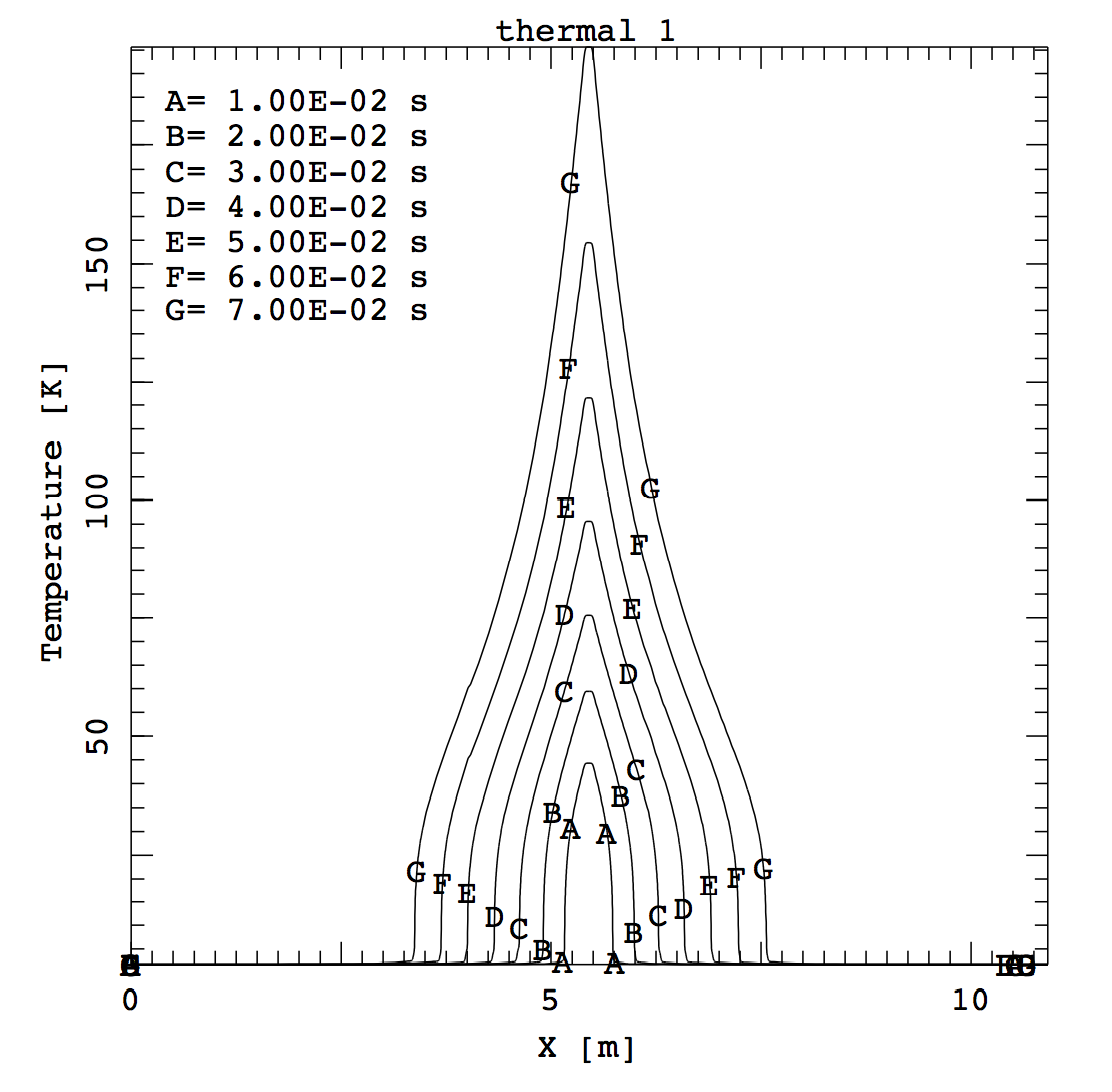 thermal 1
A= 1.00E-02 s
B= 2.00E-02 s
C= 3.00E-02 s
D= 4.00E-02 s
E= 5.00E-02 s
F= 6.00E-02 s
G= 7.00E-02 s
G
150
F
Temperature [K]
100
G
E
F
D
E
C
D
50
C
B
B
A
A
G
G
F
F
E
E
D
D
C
C
B
B
A
A
0
5
10
X [m]